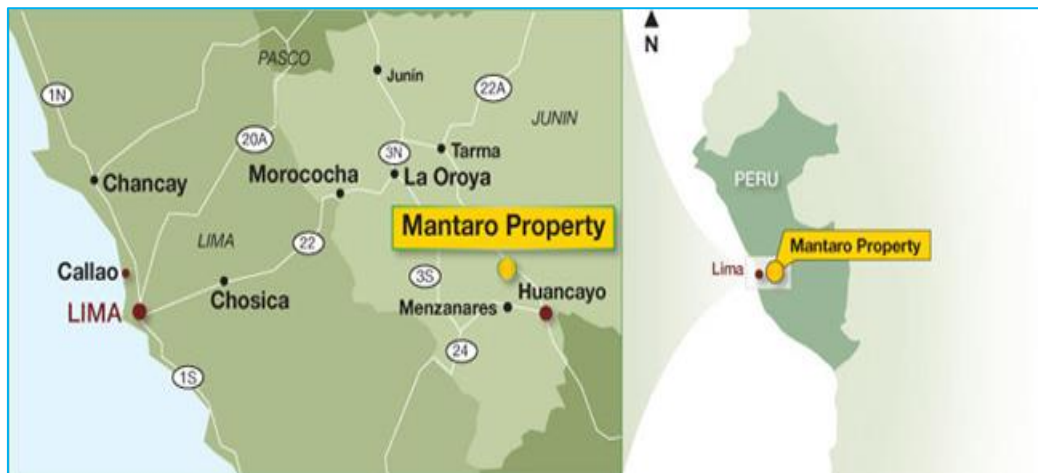 PASCO
Junin
1N
22A
JUNIN
20A
3N
Tarma
Chancay
Morococha
La Oroya
Mantaro Property
LIMA
22
Callao
3S
Chosica
Menzanares
Huancayo
LIMA
24
1S
N
PERU
Mantaro Property
Lima